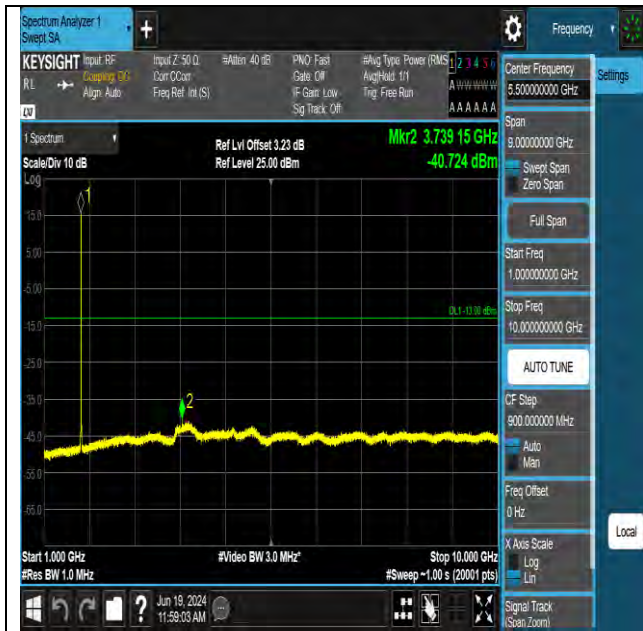 Spectrum Analyzer 1
Swept SA
+
Frequency
KEYSIGHT
RL
Input: RF
Coupling: DC
Align: Auto
Input Z: 50 Ω
Corr CCorr
Freq Ref: Int (S)
#Atten: 40 dB
PNO: Fast
Gate: Off
IF Gain: Low
Sig Track: Off
#Avg Type: Power (RMS
Avg|Hold: 1/1
Trig: Free Run
1 2 3 4 5 6
A W W W W W
A A A A A A
1 Spectrum
Scale/Div 10 dB
Ref Lvl Offset 3.23 dB
Ref Level 25.00 dBm
Mkr2 3.739 15 GHz
-40.724 dBm
Log
1
15.0
5.00
-5.00
DL1 -13.00 dBm
-15.0
-25.0
-35.0
2
-45.0
-55.0
-65.0
Start 1.000 GHz
#Res BW 1.0 MHz
#Video BW 3.0 MHz*
Stop 10.000 GHz
#Sweep ~1.00 s (20001 pts)
?
Jun 19, 2024
11:59:03 AM
Center Frequency
5.500000000 GHz
Settings
Span
9.00000000 GHz
Swept Span
Zero Span
Full Span
Start Freq
1.000000000 GHz
Stop Freq
10.000000000 GHz
AUTO TUNE
CF Step
900.000000 MHz
Auto
Man
Freq Offset
0 Hz
X Axis Scale
Log
Lin
Local
Signal Track
(Span Zoom)